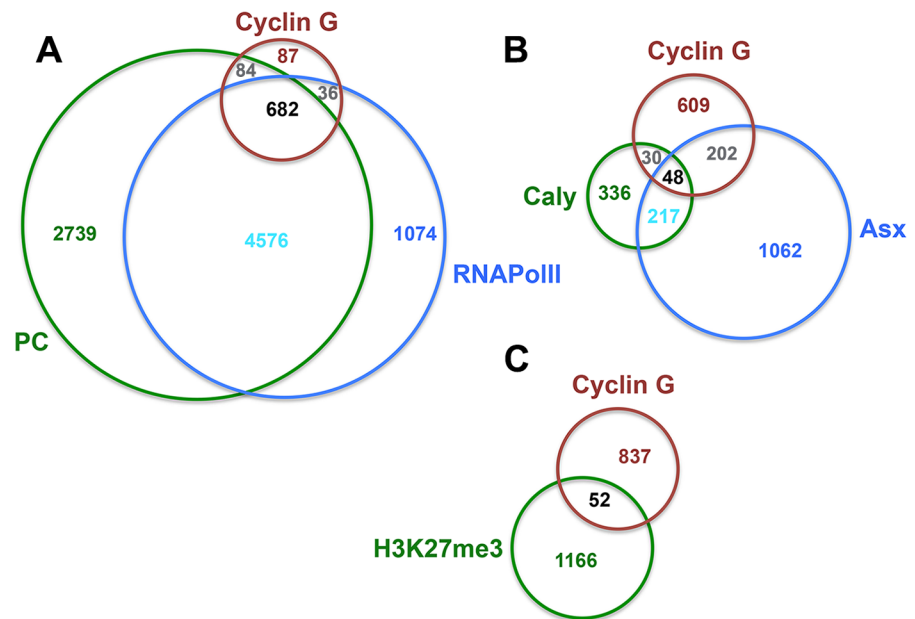 A
Cyclin G
87
84
36
682
2739
4576
1074
RNAPolII
PC
B
Cyclin G
609
30
202
48
Caly
336
217
Asx
1062
C
Cyclin G
837
52
H3K27me3
1166